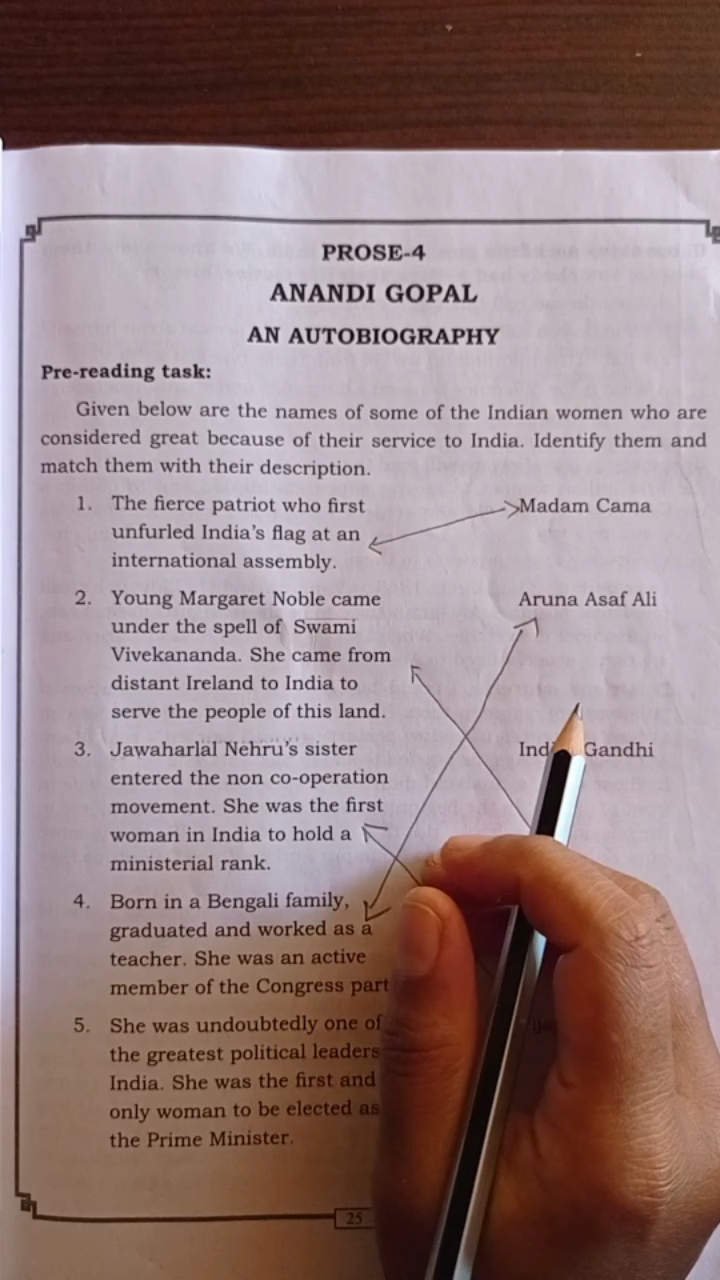 PROSE-4
ANANDI GOPAL
AN AUTOBIOGRAPHY
Pre-reading task:
Given below are the names of some of the Indian women who are
considered great because of their service to India. Identify them and
match them with their description.
1. The fierce patriot who first
unfurled India's flag at an
international assembly.
Madam Cama
2. Young Margaret Noble came
under the spell of Swami
Vivekananda. She came from
distant Ireland to India to
serve the people of this land.
Aruna Asaf Ali
3. Jawaharlal Nehru's sister
entered the non co-operation
movement. She was the first
woman in India to hold a
ministerial rank.
Gandhi
4. Born in a Bengali family,
graduated and worked as a
teacher. She was an active
member of the Congress part
5. She was undoubtedly one of
the greatest political leaders
India. She was the first and
only woman to be elected as
the Prime Minister.
25